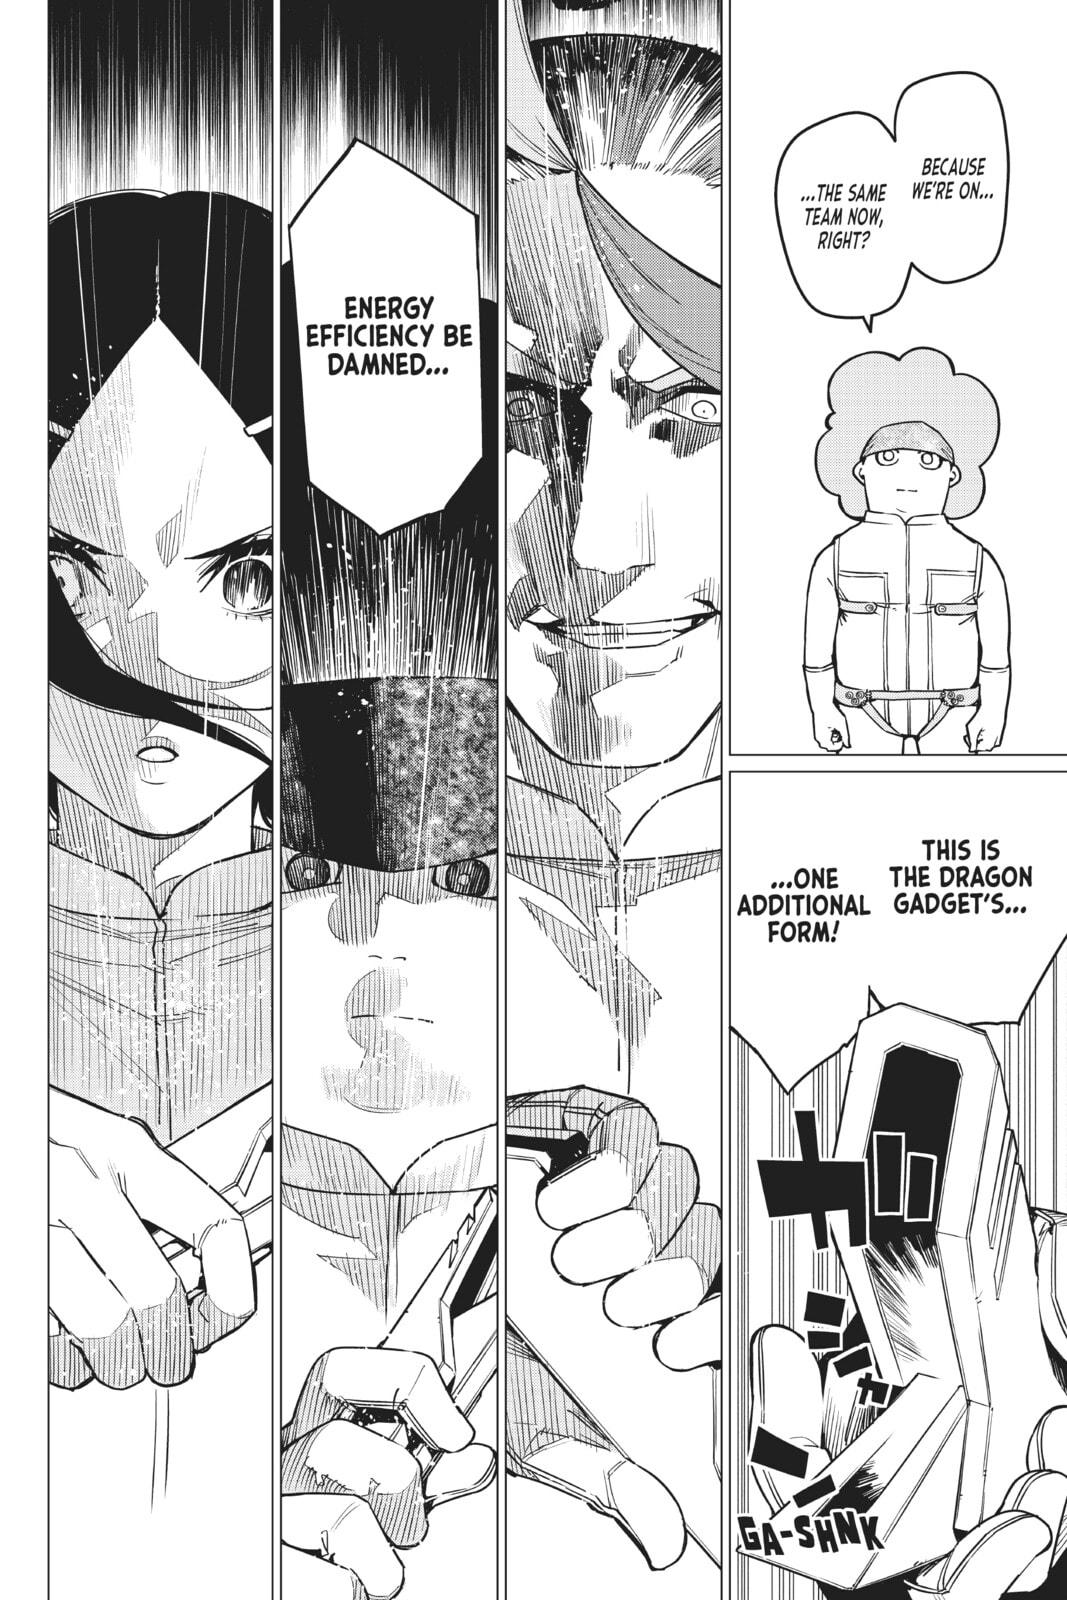 BECAUSE
WE'RE ON...
...THE SAME
TEAM NOW,
RIGHT?
THIS IS
THE DRAGON
GADGET'S...
...ONE
ADDITIONAL
FORM!
GA-SHNK
ENERGY
EFFICIENCY BE
DAMNED...